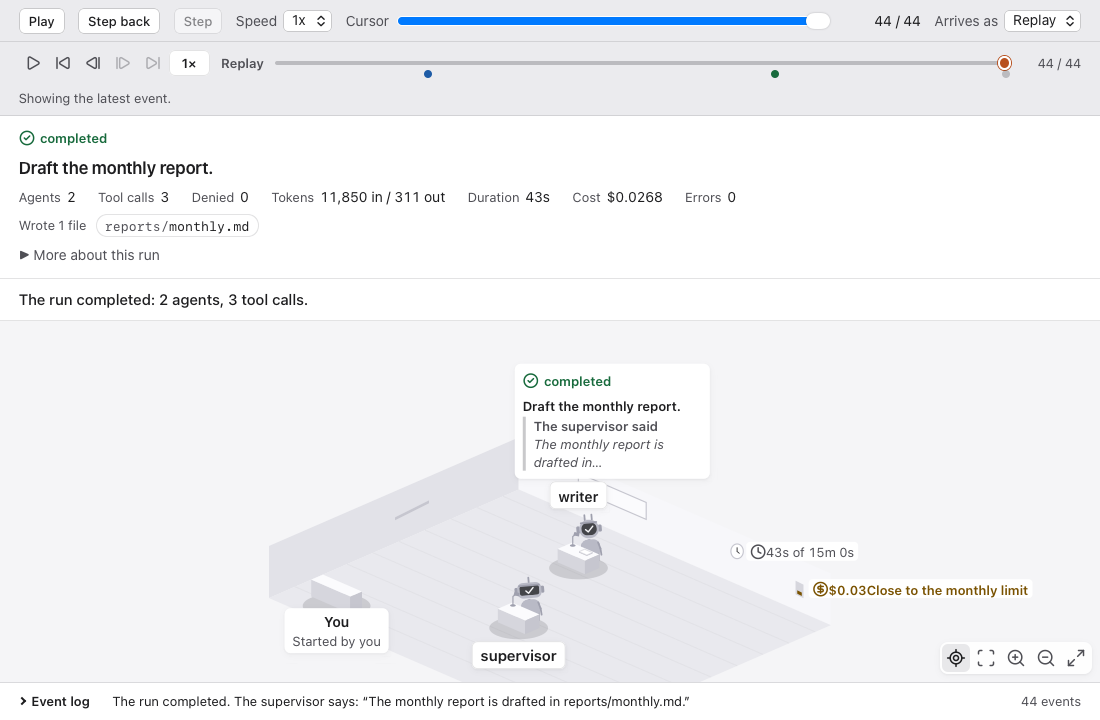 Play Step back Step Speed 1x Cursor 44 / 44 Arrives as Replay
1x Replay 44 / 44
Showing the latest event.
completed
Draft the monthly report.
Agents 2 Tool calls 3 Denied 0 Tokens 11,850 in / 311 out Duration 43s Cost $0.0268 Errors 0
Wrote 1 file reports/monthly.md
More about this run
The run completed: 2 agents, 3 tool calls.
completed
Draft the monthly report.
The supervisor said
The monthly report is
drafted in…
writer
43s of 15m 0s
$0.03Close to the monthly limit
You
Started by you
supervisor
Event log The run completed. The supervisor says: “The monthly report is drafted in reports/monthly.md.” 44 events